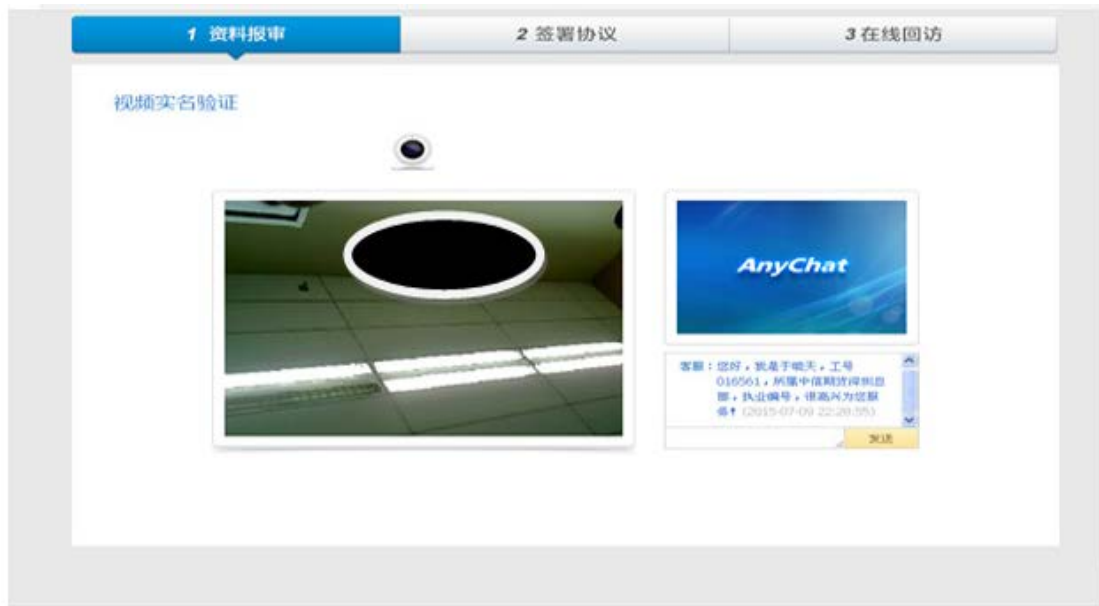 1 资料报审
2 签署协议
3 在线回访
视频实名验证
AnyChat
客服：您好，我是于晴天，工号
016561，所属中信期货深圳总
部，执业编号，很高兴为您服
务！(2015-07-09 22:28:55)
发送